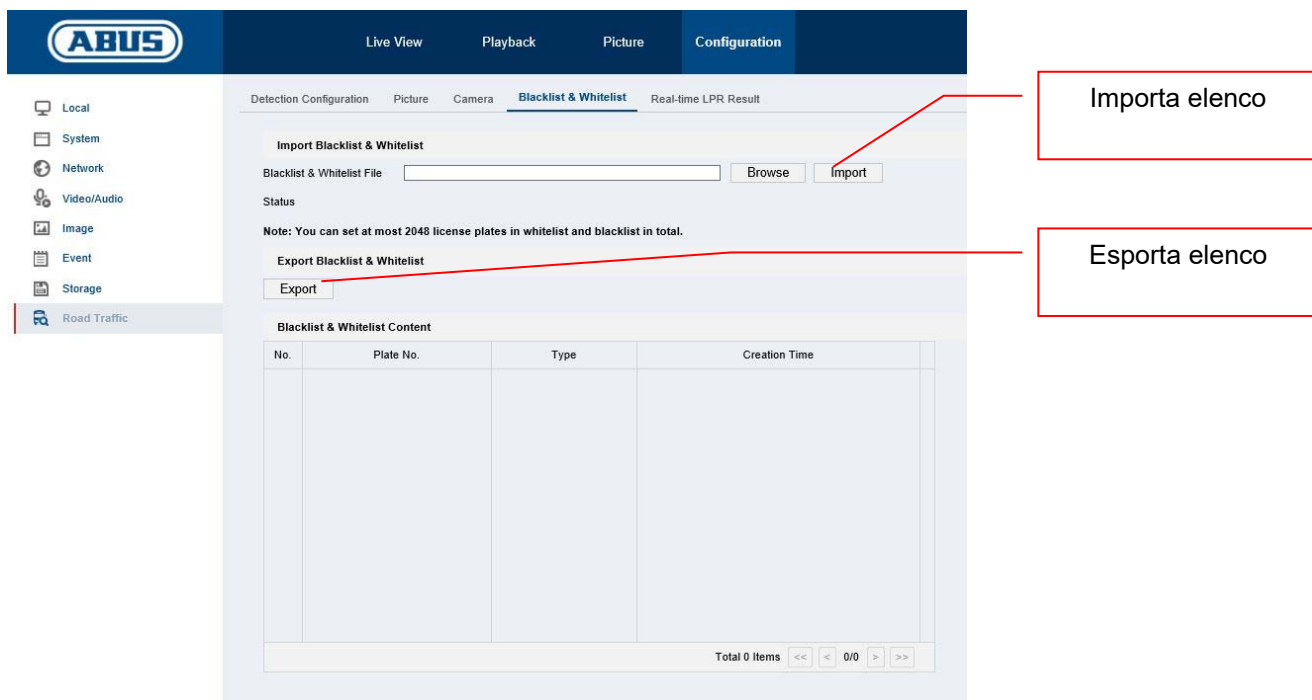 ABUS
Live View Playback Picture Configuration
Local
System
Network
Video/Audio
Image
Event
Storage
Road Traffic
Detection Configuration Picture Camera Blacklist & Whitelist Real-time LPR Result
Import Blacklist & Whitelist
Blacklist & Whitelist File Browse Import
Status
Note: You can set at most 2048 license plates in whitelist and blacklist in total.
Export Blacklist & Whitelist
Export
Blacklist & Whitelist Content
No. Plate No. Type Creation Time
Total 0 Items << < 0/0 > >>
Importa elenco
Esporta elenco